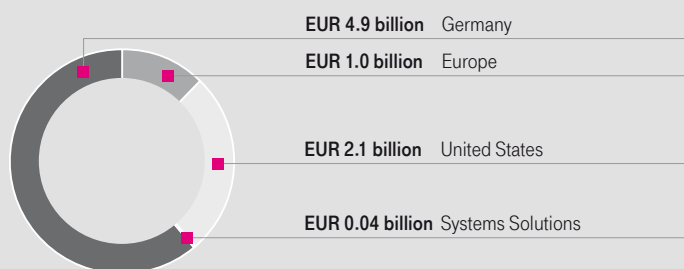 EUR 4.9 billion Germany
EUR 1.0 billion Europe
EUR 2.1 billion United States
EUR 0.04 billion Systems Solutions